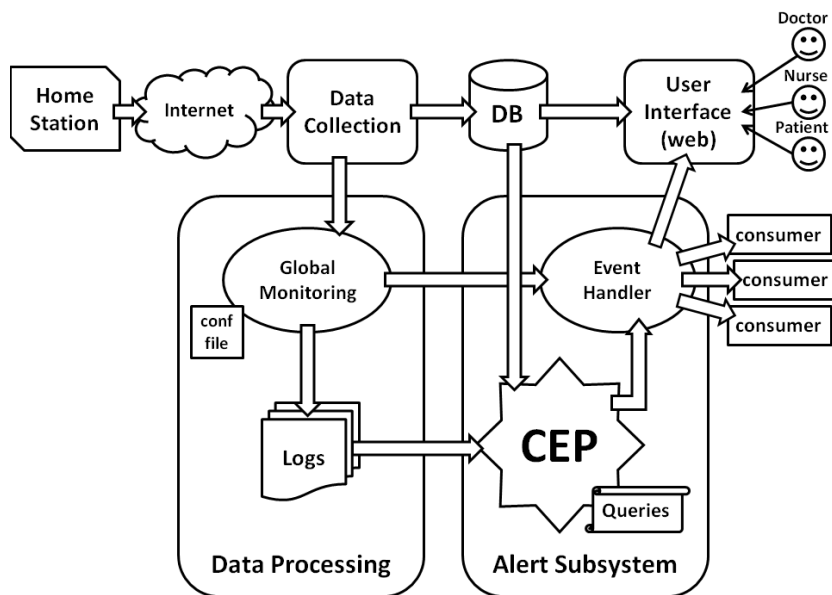 Doctor
Home
Station
Internet
Data
Collection
DB
User
Interface
(web)
Nurse
Patient
Global
Monitoring
conf
file
Event
Handler
consumer
consumer
consumer
Logs
CEP
Queries
Data Processing
Alert Subsystem